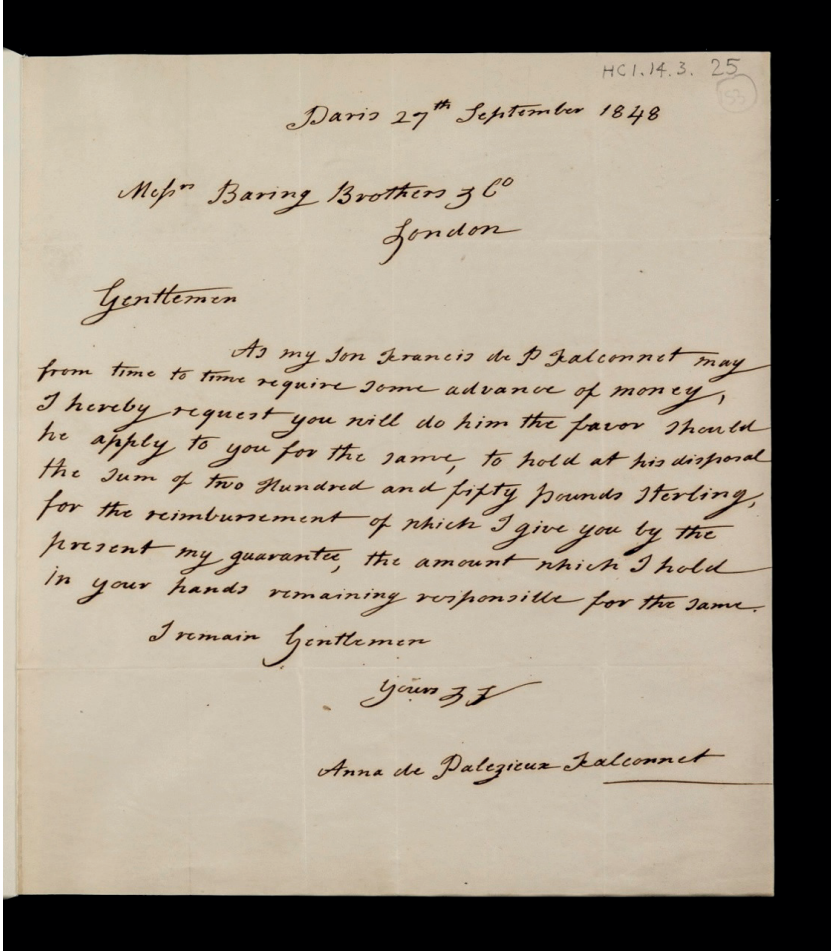 HC1.14.3. 25
53
Paris 27th September 1848
Messrs Baring Brothers & Co
London
Gentlemen
As my Son Francis de P Falconnet may
from time to time require some advance of money,
I hereby request you will do him the favor should
he apply to you for the same, to hold at his disposal
the Sum of two Hundred and fifty pounds Sterling,
for the reimbursement of which I give you by the
present my guarantee, the amount which I hold
in your hands remaining responsible for the same.
I remain Gentlemen
Yours &
Anna de Palezieux Falconnet